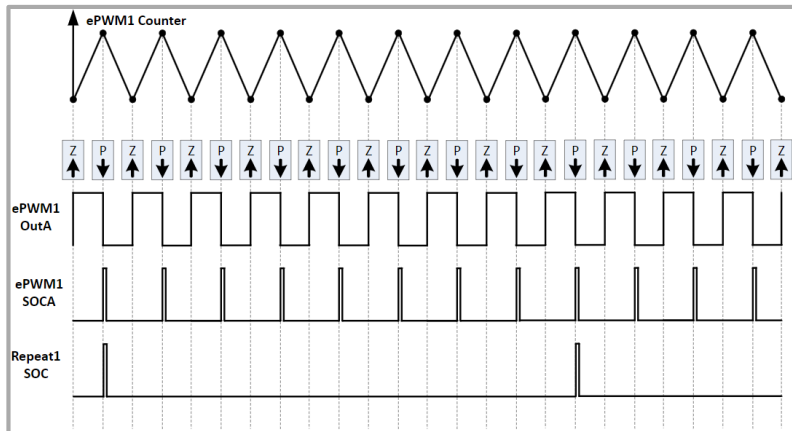 ePWM1 Counter
Z P Z P Z P Z P Z P Z P Z P Z P Z P Z P Z P Z P Z
ePWM1
OutA
ePWM1
SOCA
Repeat1
SOC